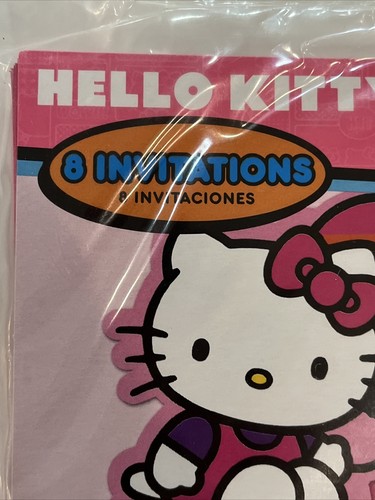 HELLO KITTY
8 INVITATIONS
8 INVITACIONES